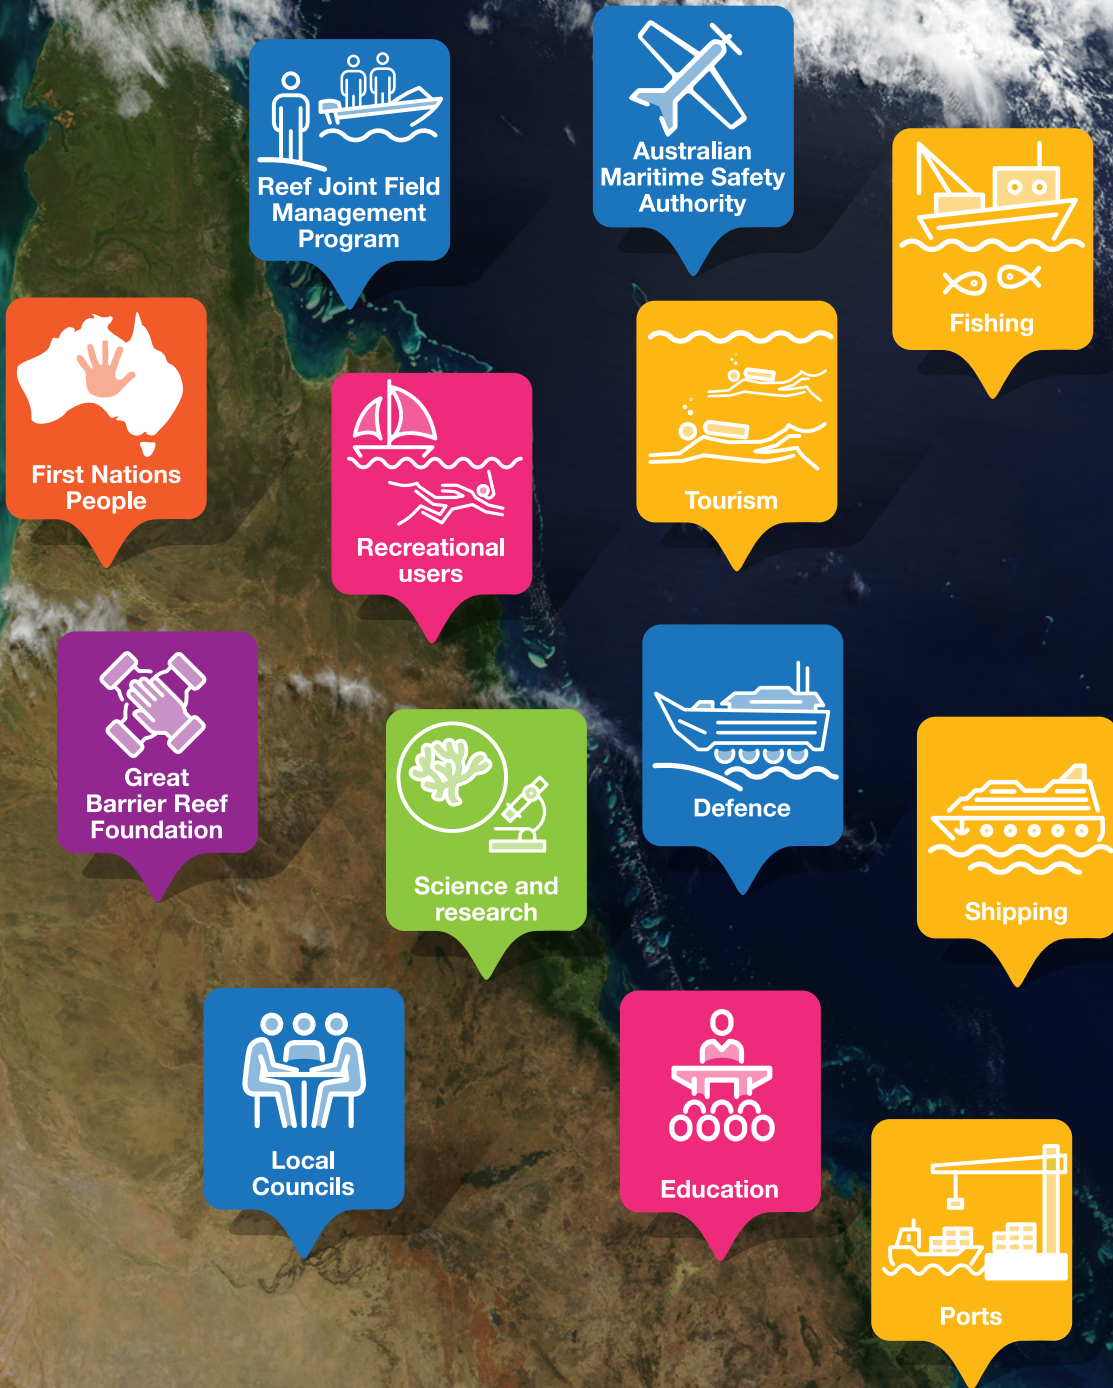 Reef Joint Field
Management
Program
Australian
Maritime Safety
Authority
Fishing
First Nations
People
Recreational
users
Tourism
Great
Barrier Reef
Foundation
Science and
research
Defence
Shipping
Local
Councils
Education
Ports